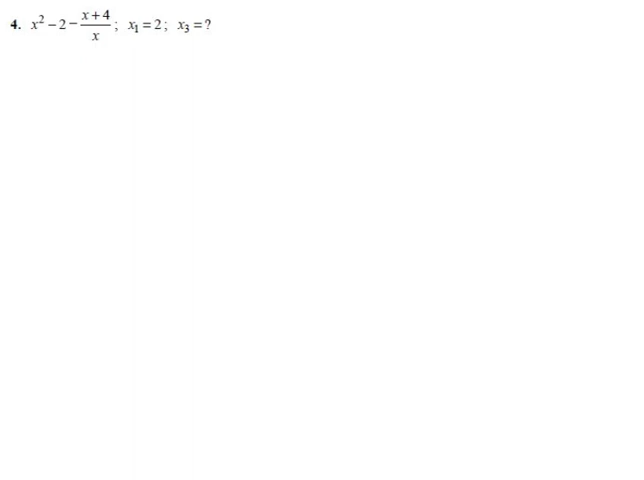 4. x² – 2 – (x + 4)/x ; x₁ = 2; x₃ = ?